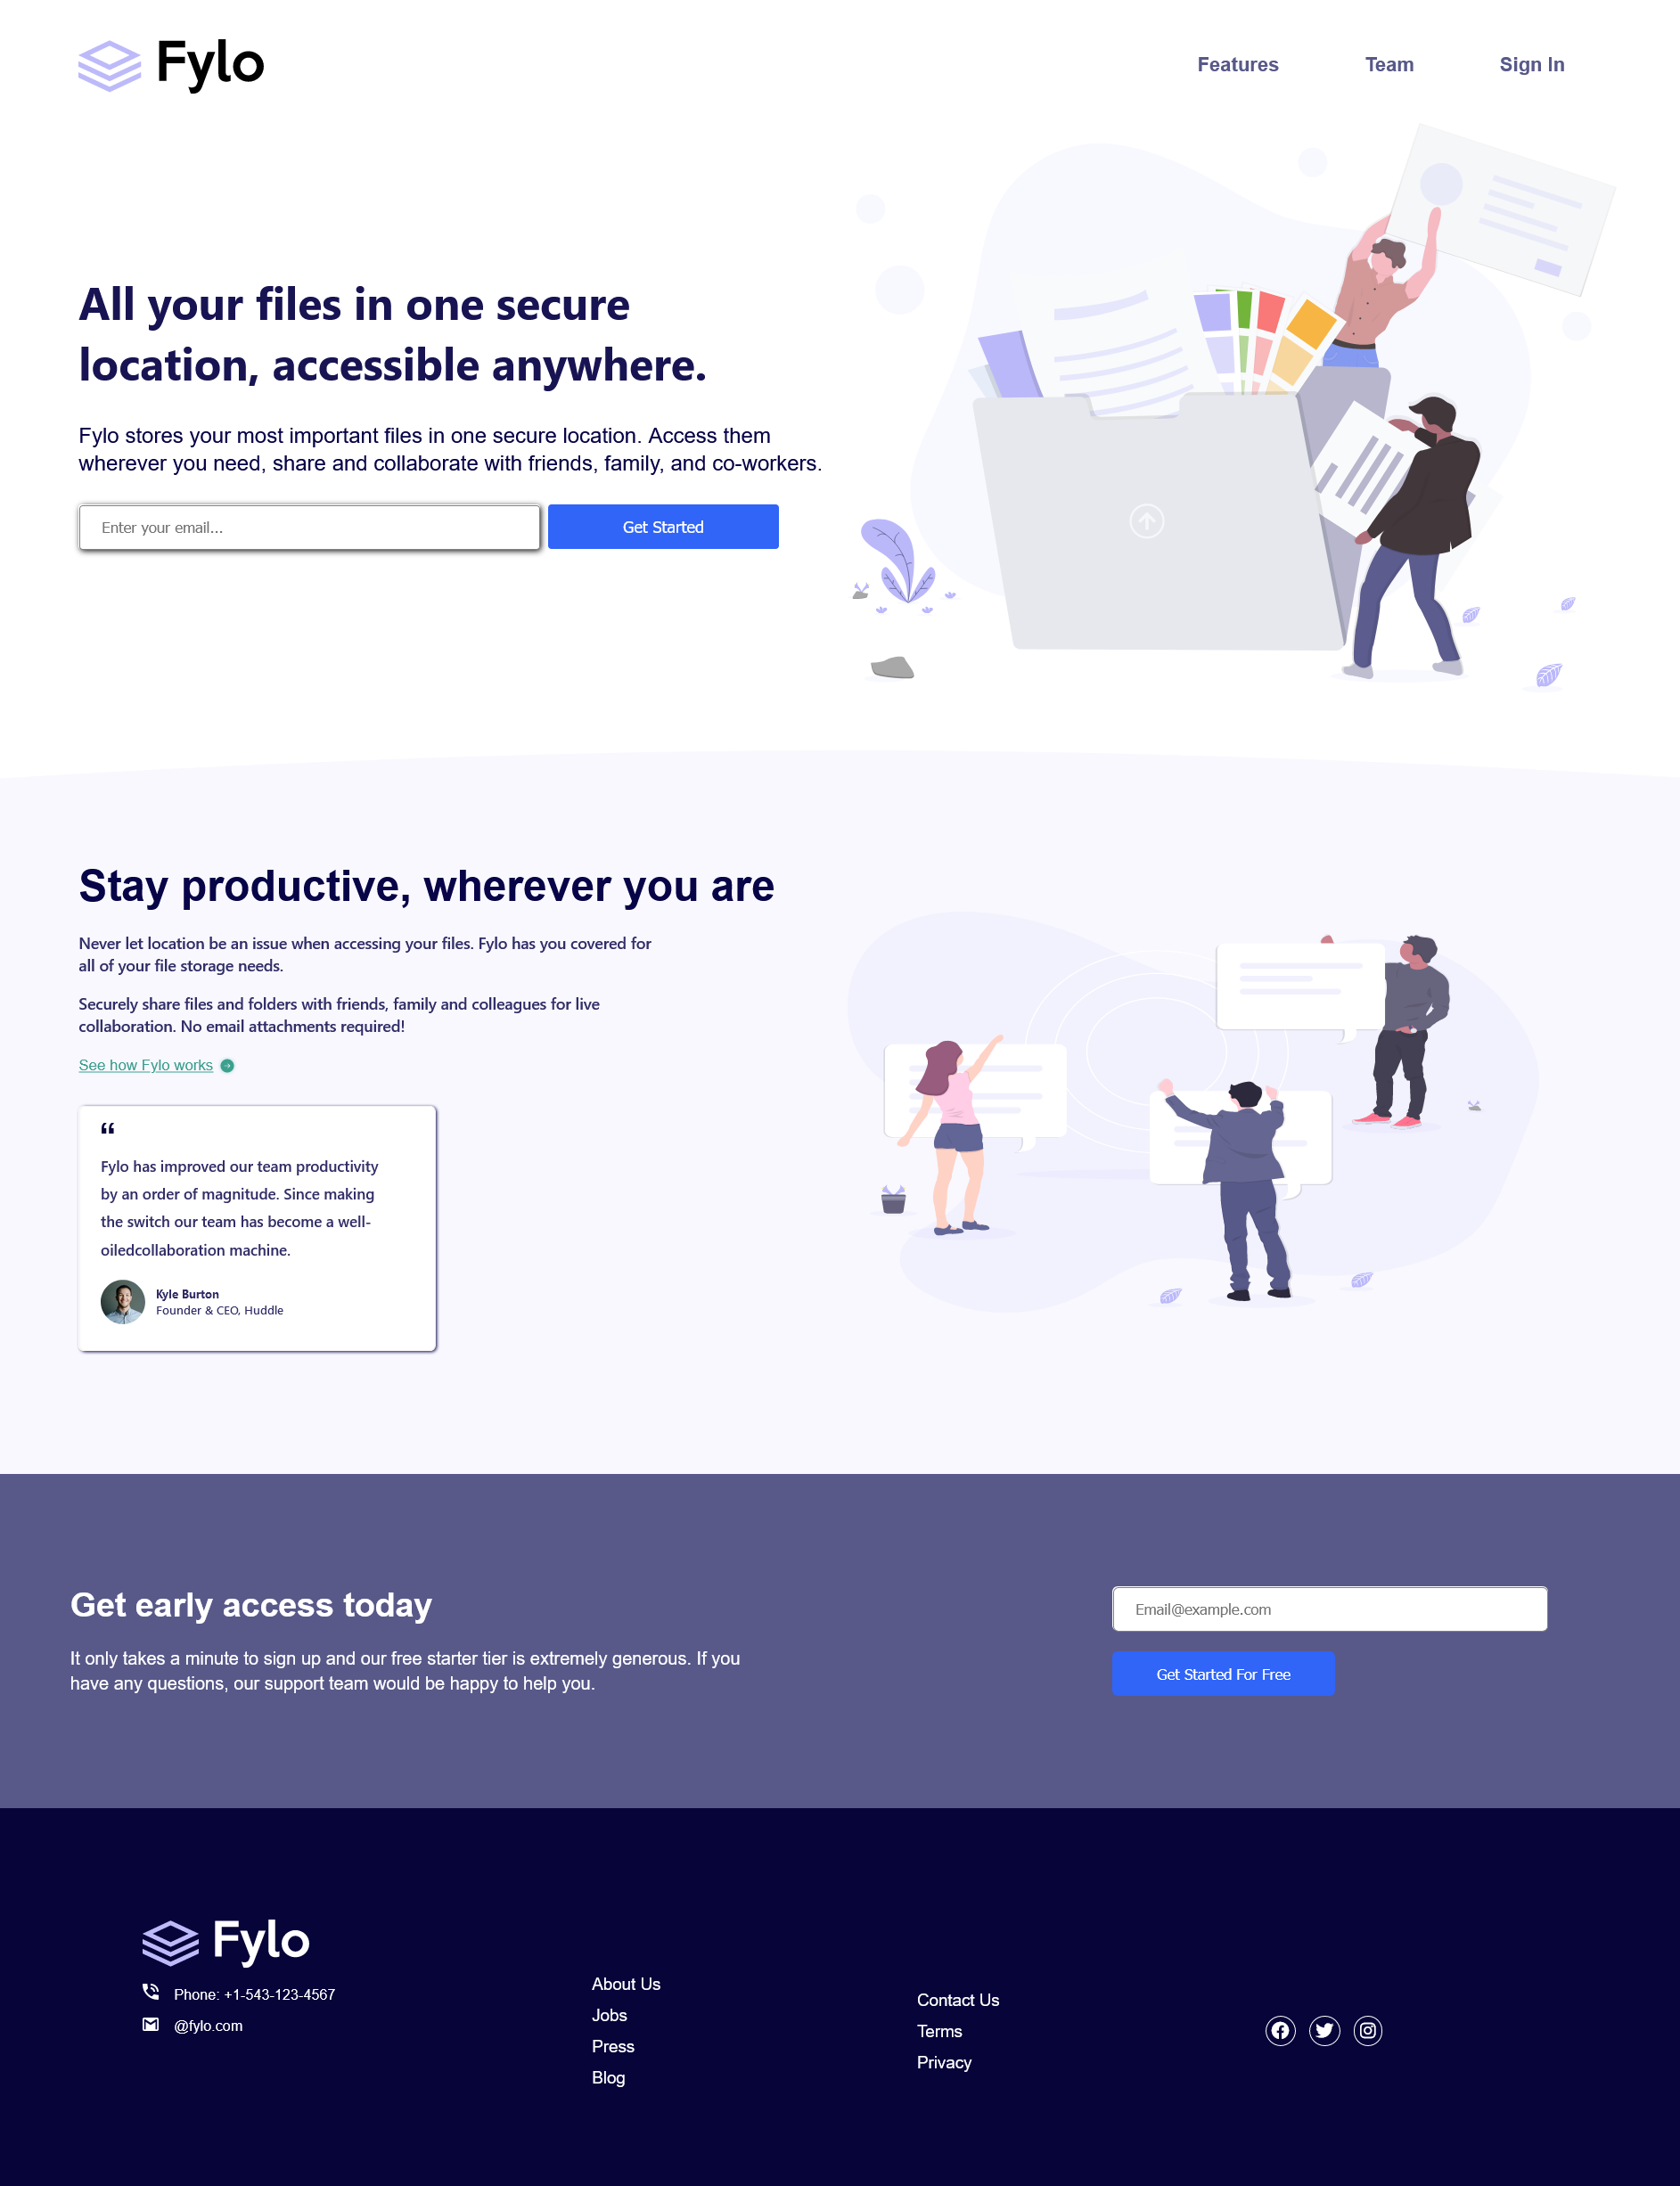 Fylo
Features
Team
Sign In
All your files in one secure
location, accessible anywhere.
Fylo stores your most important files in one secure location. Access them
wherever you need, share and collaborate with friends, family, and co-workers.
Enter your email...
Get Started
Stay productive, wherever you are
Never let location be an issue when accessing your files. Fylo has you covered for
all of your file storage needs.
Securely share files and folders with friends, family and colleagues for live
collaboration. No email attachments required!
See how Fylo works
“
Fylo has improved our team productivity
by an order of magnitude. Since making
the switch our team has become a well-
oiledcollaboration machine.
Kyle Burton
Founder & CEO, Huddle
Get early access today
It only takes a minute to sign up and our free starter tier is extremely generous. If you
have any questions, our support team would be happy to help you.
Email@example.com
Get Started For Free
Fylo
Phone: +1-543-123-4567
@fylo.com
About Us
Jobs
Press
Blog
Contact Us
Terms
Privacy